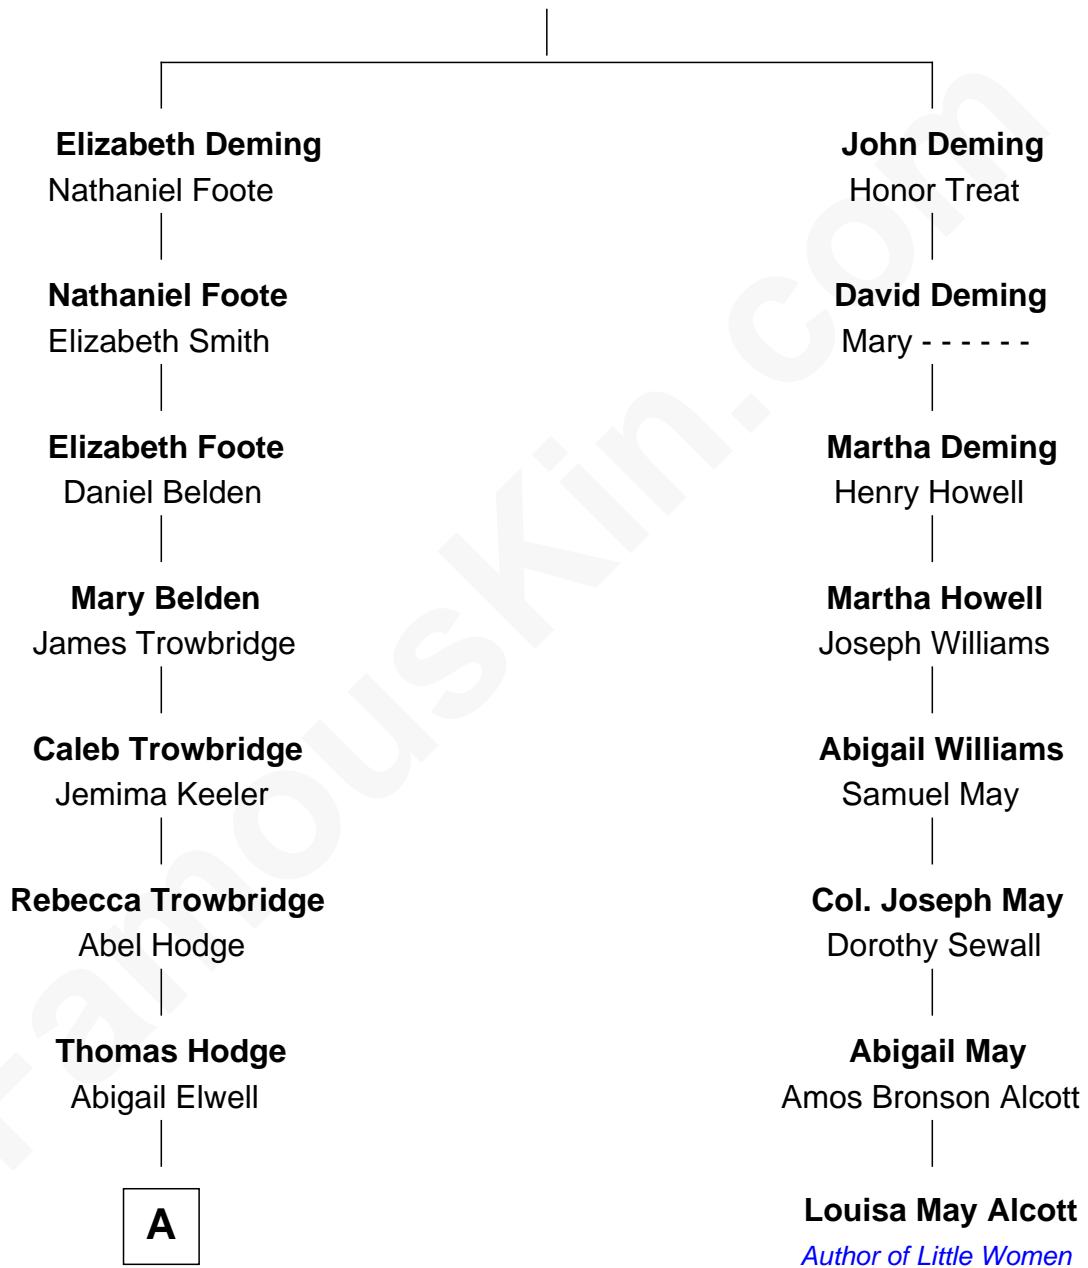 Elizabeth Deming
Nathaniel Foote
Nathaniel Foote
Elizabeth Smith
Elizabeth Foote
Daniel Belden
Mary Belden
James Trowbridge
Caleb Trowbridge
Jemima Keeler
Rebecca Trowbridge
Abel Hodge
Thomas Hodge
Abigail Elwell
A
John Deming
Honor Treat
David Deming
Mary - - - - - -
Martha Deming
Henry Howell
Martha Howell
Joseph Williams
Abigail Williams
Samuel May
Col. Joseph May
Dorothy Sewall
Abigail May
Amos Bronson Alcott
Louisa May Alcott
Author of Little Women
FamousKin.com